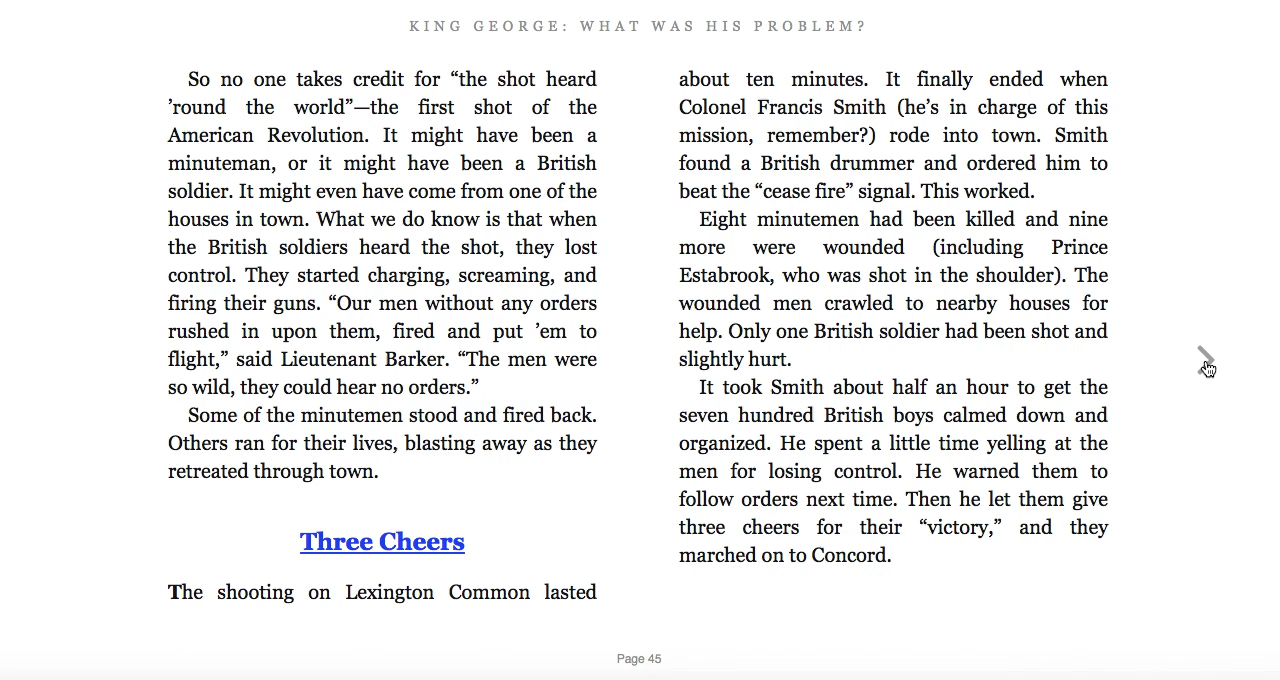 KING GEORGE: WHAT WAS HIS PROBLEM?
So no one takes credit for “the shot heard
’round the world”—the first shot of the
American Revolution. It might have been a
minuteman, or it might have been a British
soldier. It might even have come from one of the
houses in town. What we do know is that when
the British soldiers heard the shot, they lost
control. They started charging, screaming, and
firing their guns. “Our men without any orders
rushed in upon them, fired and put ’em to
flight,” said Lieutenant Barker. “The men were
so wild, they could hear no orders.”
Some of the minutemen stood and fired back.
Others ran for their lives, blasting away as they
retreated through town.
Three Cheers
The shooting on Lexington Common lasted
about ten minutes. It finally ended when
Colonel Francis Smith (he’s in charge of this
mission, remember?) rode into town. Smith
found a British drummer and ordered him to
beat the “cease fire” signal. This worked.
Eight minutemen had been killed and nine
more were wounded (including Prince
Estabrook, who was shot in the shoulder). The
wounded men crawled to nearby houses for
help. Only one British soldier had been shot and
slightly hurt.
It took Smith about half an hour to get the
seven hundred British boys calmed down and
organized. He spent a little time yelling at the
men for losing control. He warned them to
follow orders next time. Then he let them give
three cheers for their “victory,” and they
marched on to Concord.
Page 45